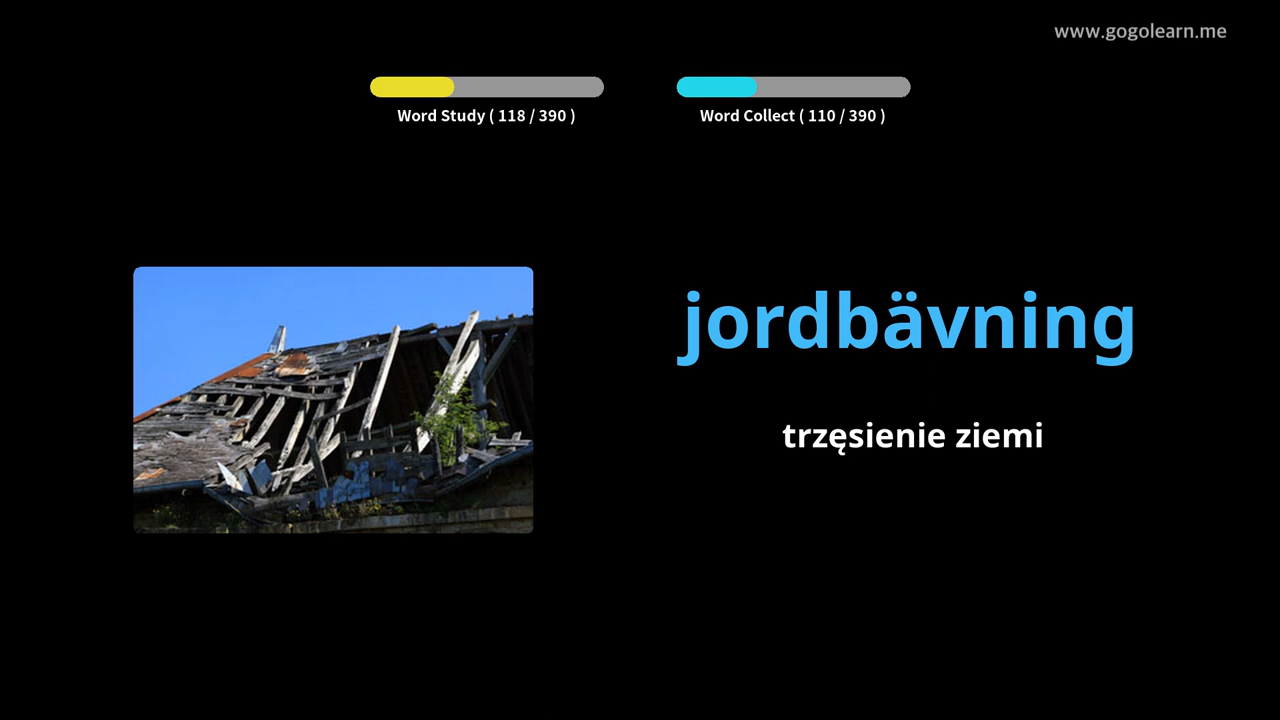 www.gogolearn.me
Word Study ( 118 / 390 )
Word Collect ( 110 / 390 )
jordbävning
trzęsienie ziemi